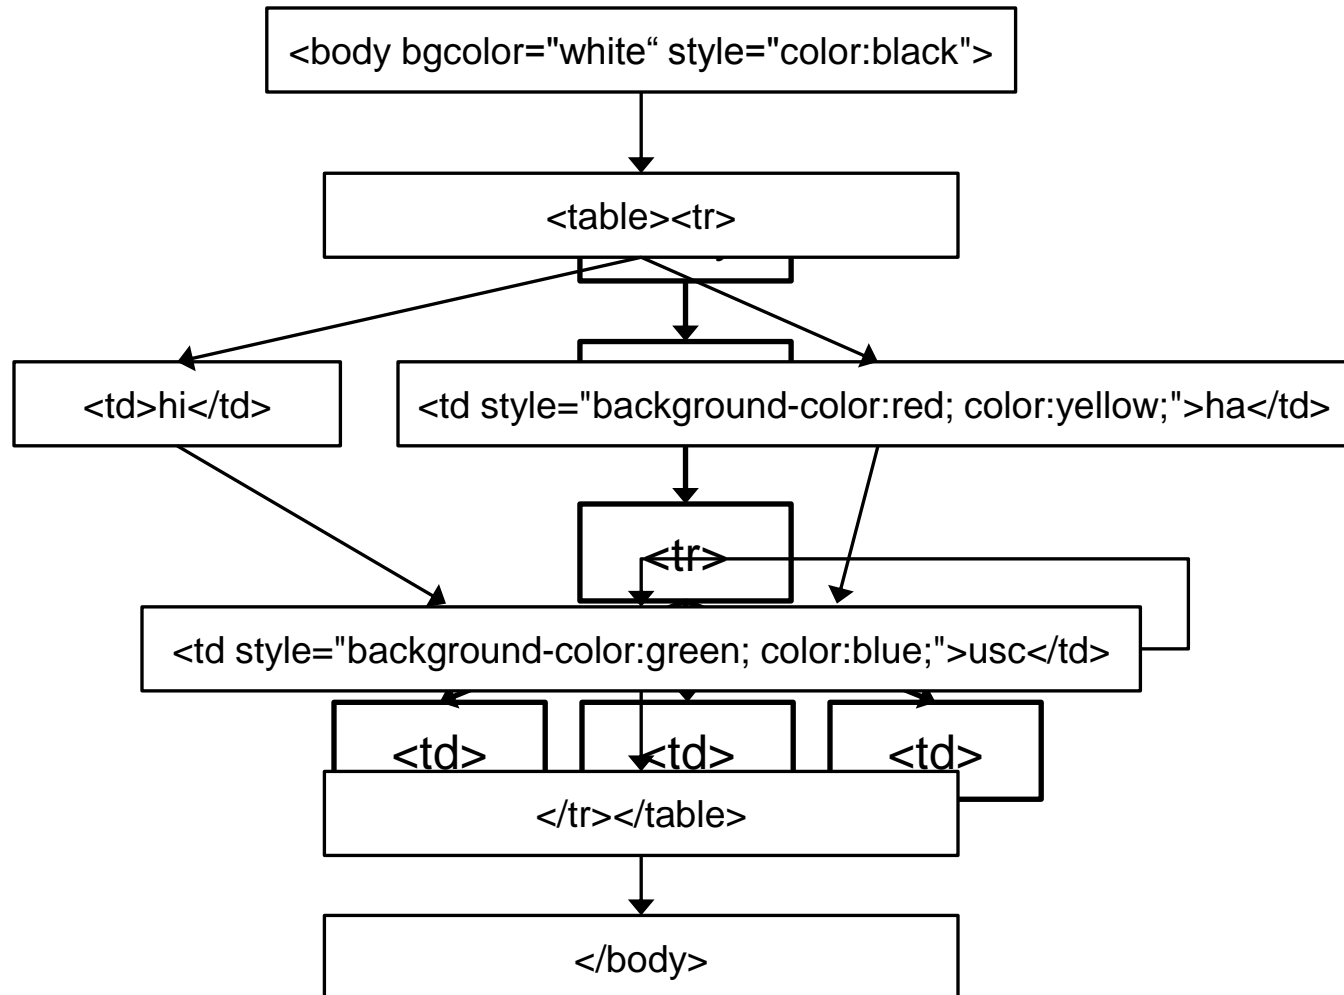 <body bgcolor="white“ style="color:black">
<table><tr>
<td>hi</td>
<td style="background-color:red; color:yellow;">ha</td>
<tr>
<td style="background-color:green; color:blue;">usc</td>
<td>
<td>
<td>
</tr></table>
</body>